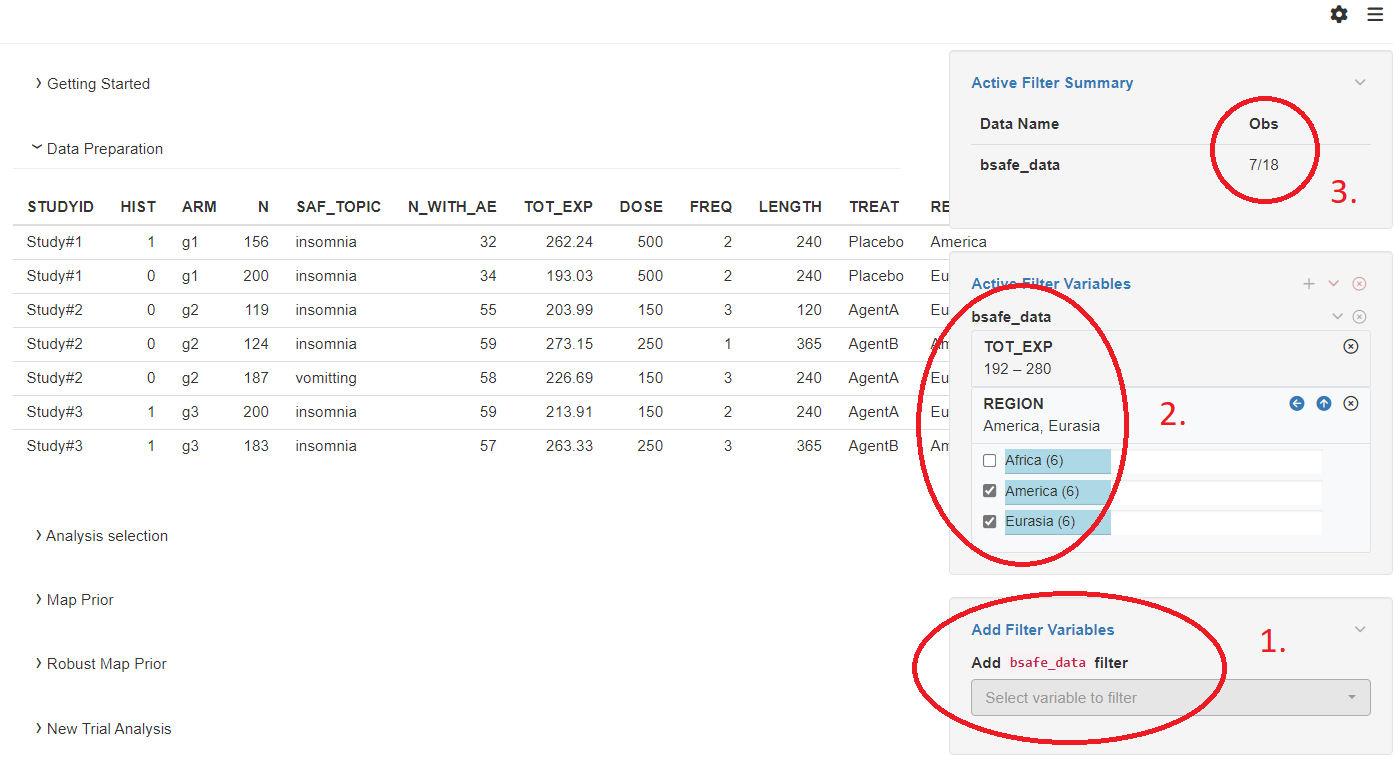 Getting Started
Data Preparation
STUDYID HIST ARM N SAF_TOPIC N_WITH_AE TOT_EXP DOSE FREQ LENGTH TREAT RE
Study#1 1 g1 156 insomnia 32 262.24 500 2 240 Placebo America
Study#1 0 g1 200 insomnia 34 193.03 500 2 240 Placebo Eu
Study#2 0 g2 119 insomnia 55 203.99 150 3 120 AgentA Eu
Study#2 0 g2 124 insomnia 59 273.15 250 1 365 AgentB Am
Study#2 0 g2 187 vomitting 58 226.69 150 3 240 AgentA Eu
Study#3 1 g3 200 insomnia 59 213.91 150 2 240 AgentA Eu
Study#3 1 g3 183 insomnia 57 263.33 250 3 365 AgentB Am
Analysis selection
Map Prior
Robust Map Prior
New Trial Analysis
Active Filter Summary
Data Name Obs
bsafe_data 7/18
3.
Active Filter Variables
bsafe_data
TOT_EXP
192 – 280
REGION
America, Eurasia
2.
Africa (6)
America (6)
Eurasia (6)
Add Filter Variables
1.
Add bsafe_data filter
Select variable to filter